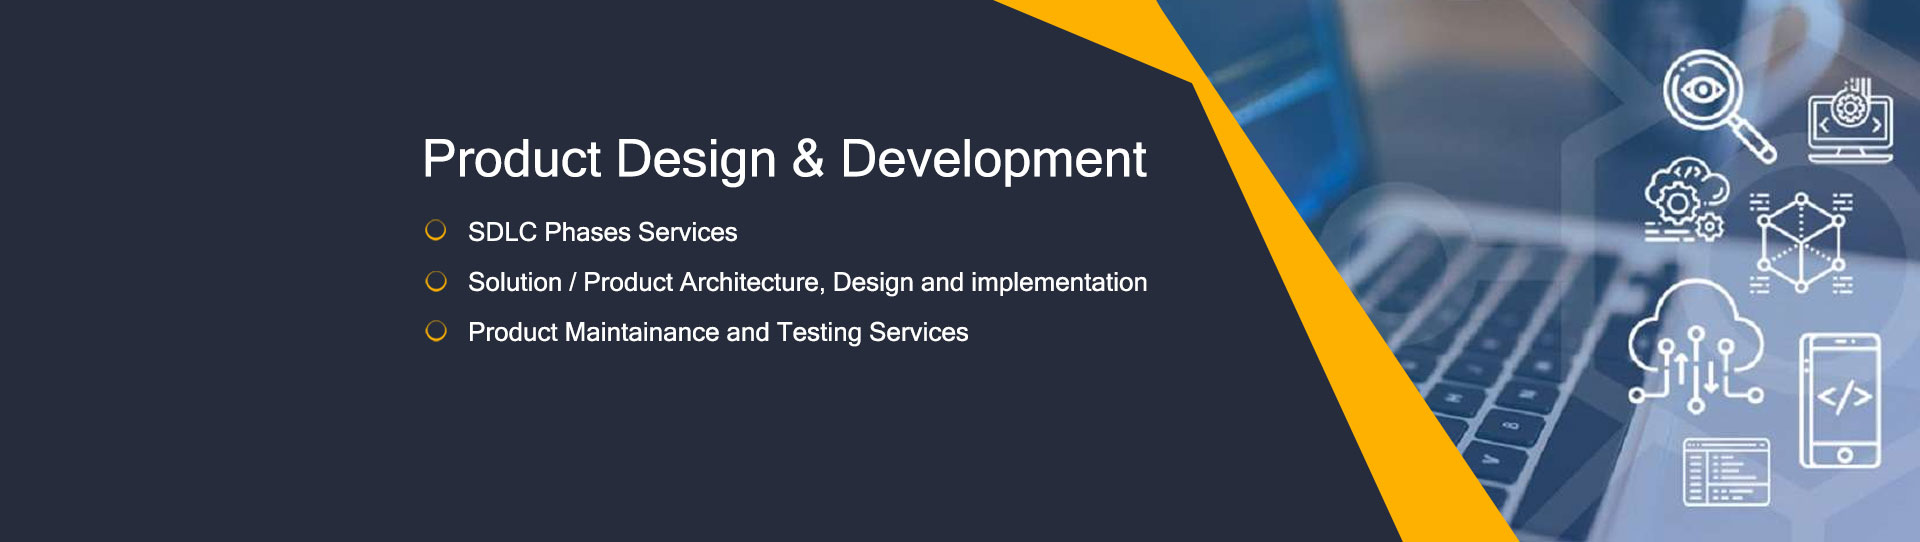 Product Design & Development
SDLC Phases Services
Solution / Product Architecture, Design and implementation
Product Maintainance and Testing Services